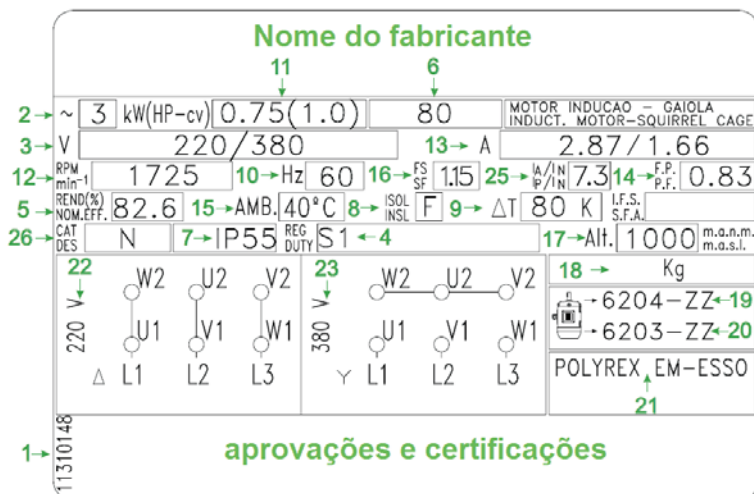 Nome do fabricante
11 6
2 ~ 3 kW(HP-cv) 0.75(1.0) 80 MOTOR INDUCAO - GAIOLA
INDUCT. MOTOR-SQUIRREL CAGE
3 V 220/380 13 A 2.87/1.66
12 RPM min-1 1725 10 Hz 60 16 FS SF 1.15 25 IA/IN IP/IN 7.3 14 F.P. P.F. 0.83
5 REND(%) NOM.EFF. 82.6 15 AMB. 40°C 8 ISOL INSL F 9 ΔT 80 K I.F.S. S.F.A.
26 CAT DES N 7 IP55 REG DUTY S1 4 17 Alt. 1000 m.a.n.m. m.a.s.l.
22 W2 U2 V2 23 W2 U2 V2 18 Kg
220 V U1 V1 W1 380 V U1 V1 W1 6204-ZZ 19
6203-ZZ 20
Δ L1 L2 L3 Y L1 L2 L3 POLYREX EM-ESSO
21
1 11310148 aprovações e certificações